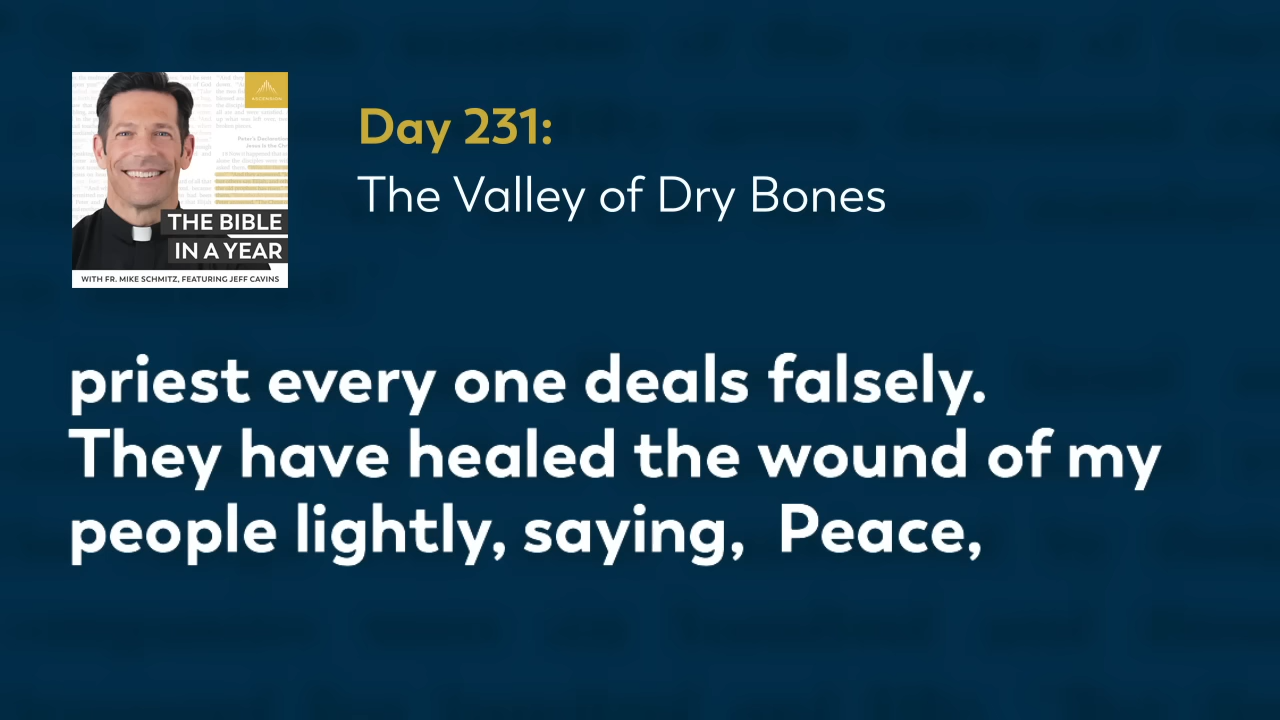 ASCENSION
THE BIBLE
IN A YEAR
WITH FR. MIKE SCHMITZ, FEATURING JEFF CAVINS
Day 231:
The Valley of Dry Bones
priest every one deals falsely.
They have healed the wound of my
people lightly, saying,  Peace,